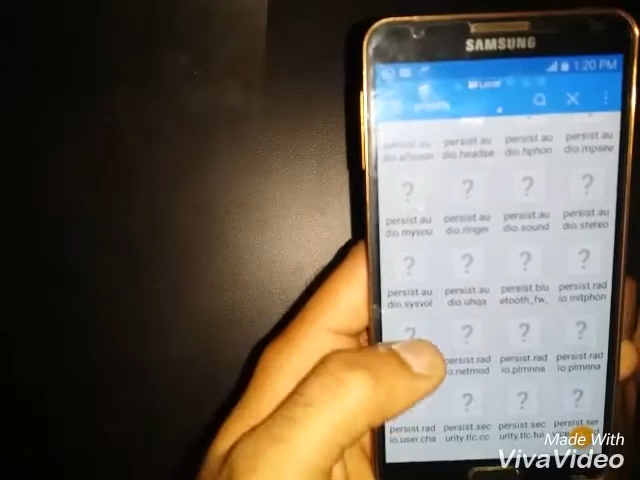 SAMSUNG
1:20 PM
Local
persist.au persist.au persist.au
dio.headse dio.hphon dio.mpsee
persist.au persist.au persist.au persist.au
dio.mysou dio.ringer dio.sound dio.stereo
persist.au persist.au persist.blu persist.rad
dio.sysvol dio.uhqa etooth_fw_ io.initphon
persist.rad persist.rad persist.rad
io.netmod io.plmnna io.plmnna
persist.rad persist.sec persist.sec persist.ser
io.user.cha urity.tlc.cc urity.tlc.tui
Made With
VivaVideo